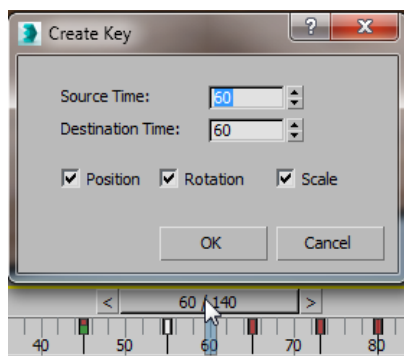 Create Key
?
X
Source Time: 60
Destination Time: 60
Position Rotation Scale
OK Cancel
< 60 / 140 >
40 50 60 70 80